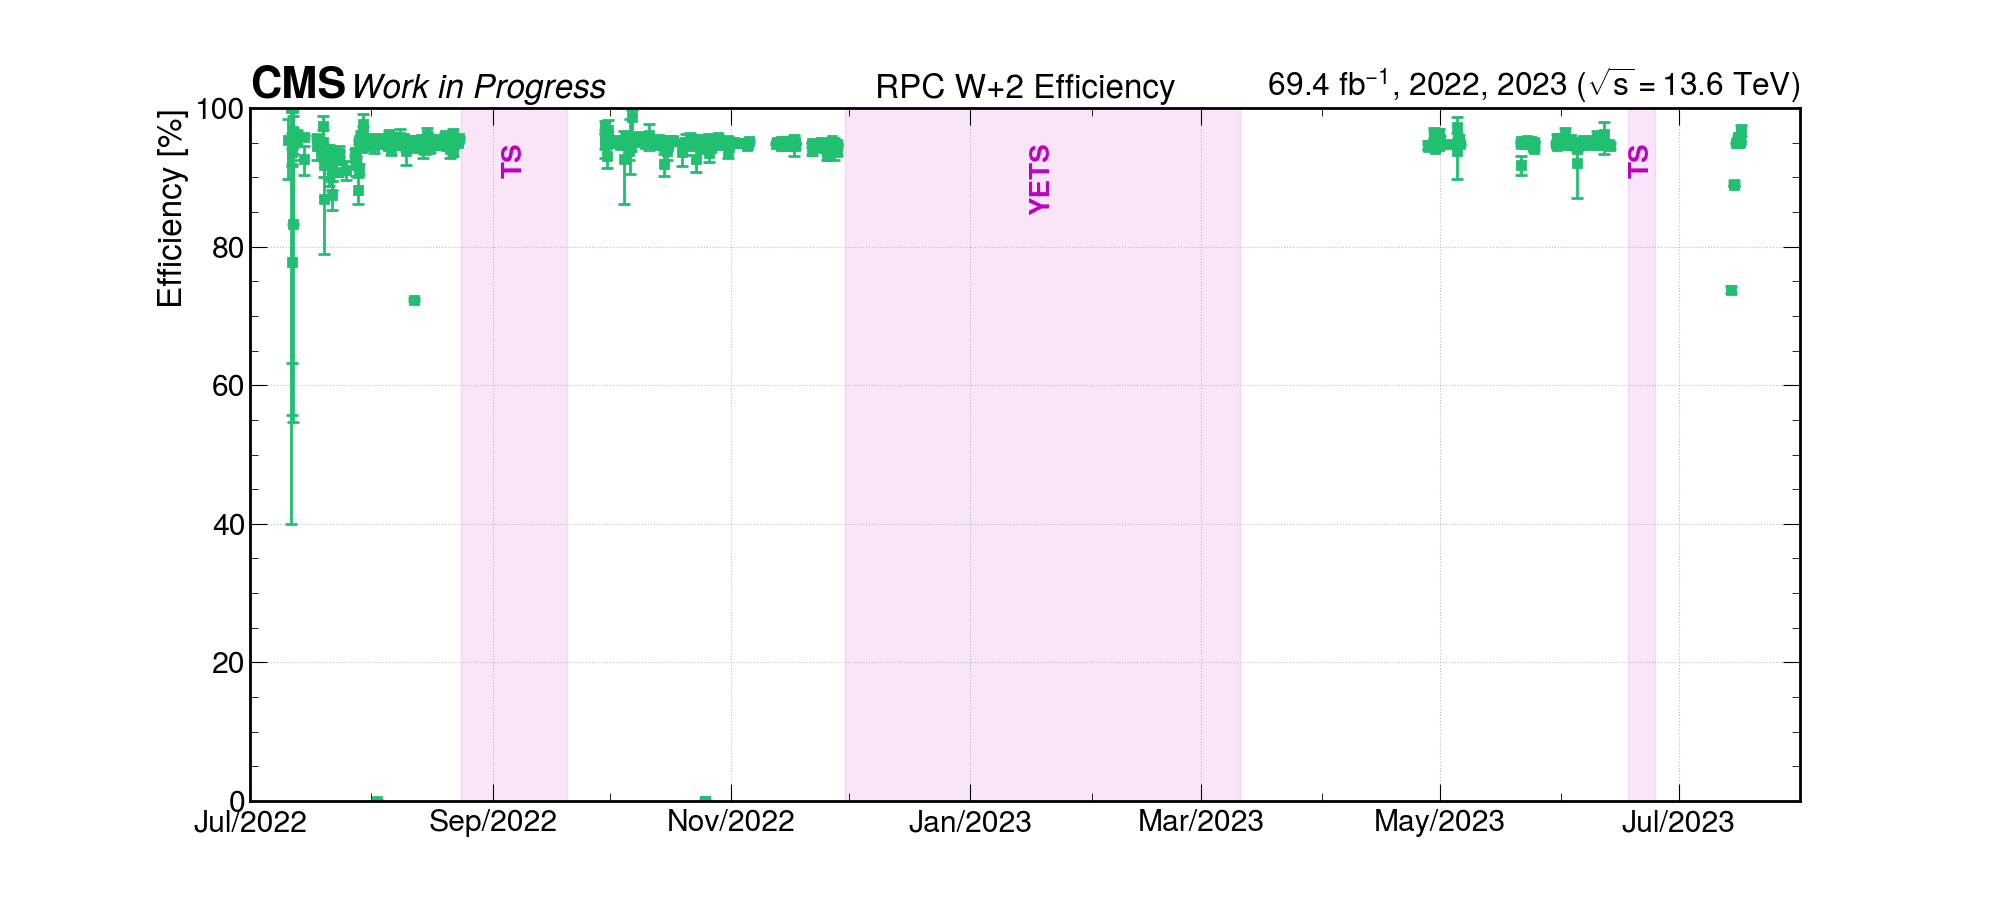 CMS Work in Progress
RPC W+2 Efficiency
69.4 fb⁻¹, 2022, 2023 (√s = 13.6 TeV)
Efficiency [%]
100
80
60
40
20
0
TS
YETS
TS
Jul/2022
Sep/2022
Nov/2022
Jan/2023
Mar/2023
May/2023
Jul/2023